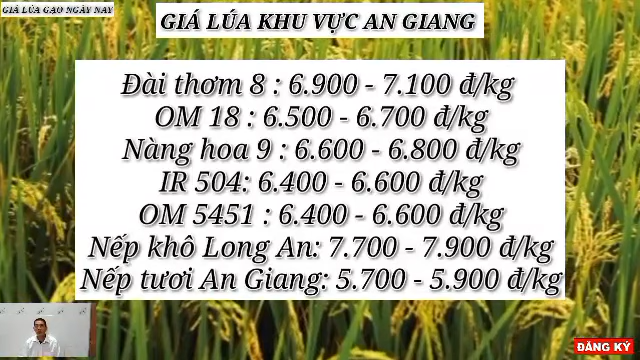 GIÁ LÚA GẠO NGÀY NAY
GIÁ LÚA KHU VỰC AN GIANG
Đài thơm 8 : 6.900 - 7.100 đ/kg
OM 18 : 6.500 - 6.700 đ/kg
Nàng hoa 9 : 6.600 - 6.800 đ/kg
IR 504: 6.400 - 6.600 đ/kg
OM 5451 : 6.400 - 6.600 đ/kg
Nếp khô Long An: 7.700 - 7.900 đ/kg
Nếp tươi An Giang: 5.700 - 5.900 đ/kg
ĐĂNG KÝ